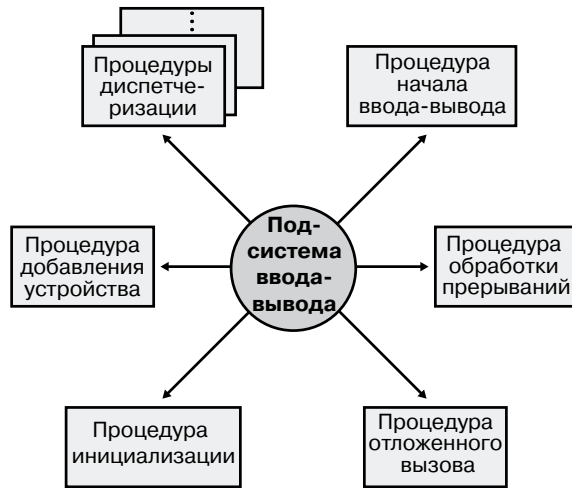 Процедуры
диспетче-
ризации
Процедура
начала
ввода-вывода
Процедура
добавления
устройства
Под-
система
ввода-
вывода
Процедура
обработки
прерываний
Процедура
инициализации
Процедура
отложенного
вызова